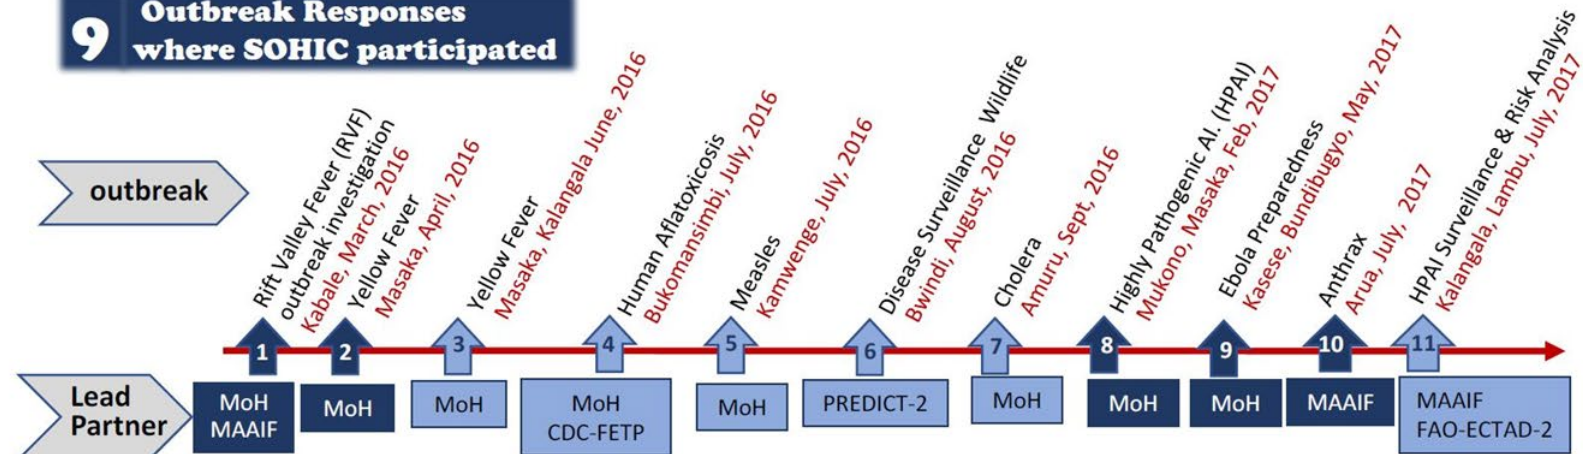 9
Outbreak Responses
where SOHIC participated
outbreak
Rift Valley Fever (RVF)
outbreak investigation
Kabale, March, 2016
Yellow Fever
Masaka, April, 2016
Yellow Fever
Masaka, Kalangala June, 2016
Human Aflatoxicosis
Bukomansimbi, July, 2016
Measles
Kamwenge, July, 2016
Disease Surveillance Wildlife
Bwindi, August, 2016
Cholera
Amuru, Sept, 2016
Highly Pathogenic AI. (HPAI)
Mukono, Masaka, Feb, 2017
Ebola Preparedness
Kasese, Bundibugyo, May, 2017
Anthrax
Arua, July, 2017
HPAI Surveillance & Risk Analysis
Kalangala, Lambu, July, 2017
1
2
3
4
5
6
7
8
9
10
11
Lead
Partner
MoH
MAAIF
MoH
MoH
MoH
CDC-FETP
MoH
PREDICT-2
MoH
MoH
MoH
MAAIF
MAAIF
FAO-ECTAD-2